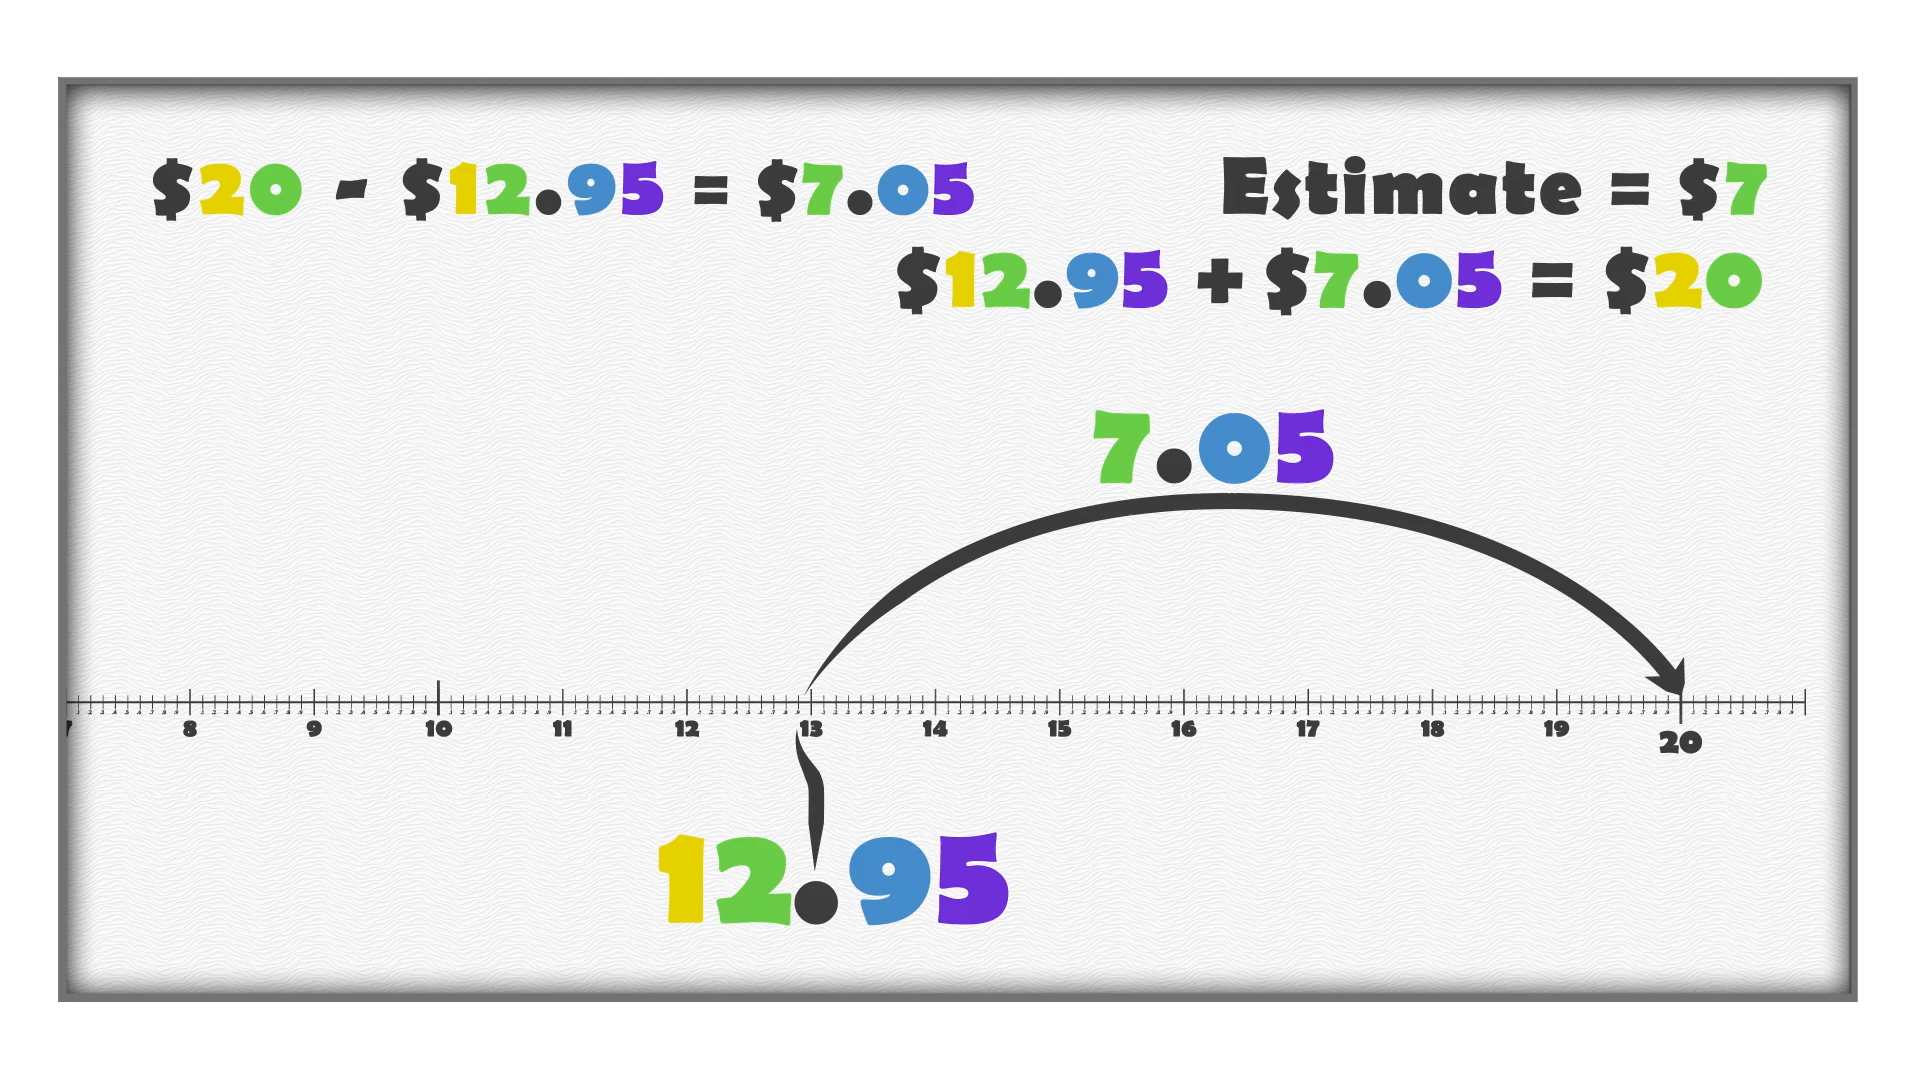 $20 - $12.95 = $7.05
Estimate = $7
$12.95 + $7.05 = $20
7.05
8 9 10 11 12 13 14 15 16 17 18 19 20
12.95